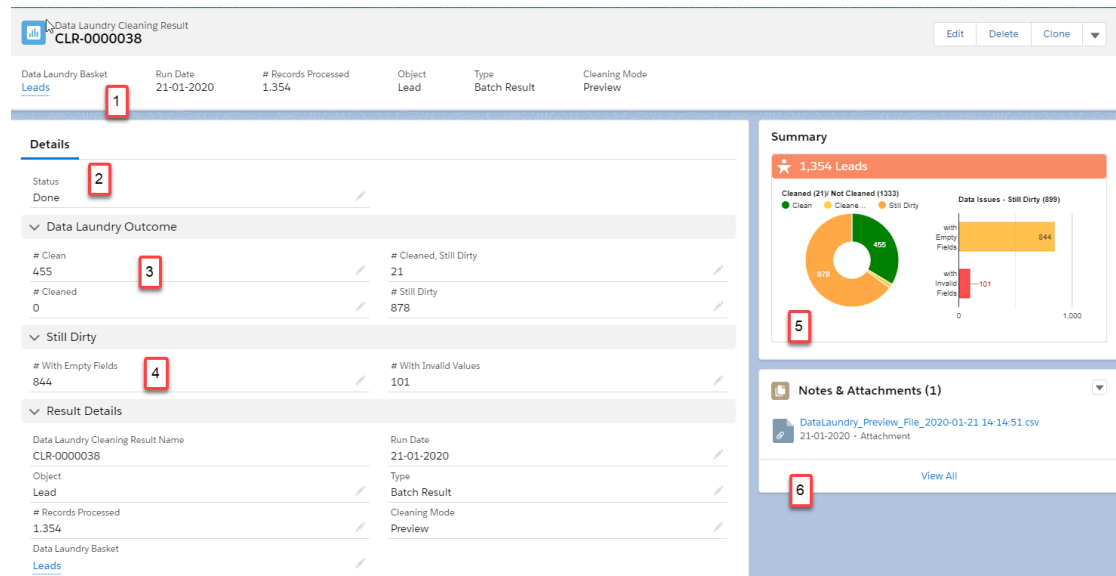 Data Laundry Cleaning Result
CLR-0000038
Edit Delete Clone
Data Laundry Basket Run Date # Records Processed Object Type Cleaning Mode
Leads 21-01-2020 1.354 Lead Batch Result Preview
1
Details
2
Status
Done
Data Laundry Outcome
# Clean # Cleaned, Still Dirty
455 21
3
# Cleaned # Still Dirty
0 878
Still Dirty
# With Empty Fields # With Invalid Values
844 101
4
Result Details
Data Laundry Cleaning Result Name Run Date
CLR-0000038 21-01-2020
Object Type
Lead Batch Result
# Records Processed Cleaning Mode
1.354 Preview
Data Laundry Basket
Leads
Summary
1,354 Leads
Cleaned (21)/ Not Cleaned (1333)
Clean Cleane... Still Dirty
455
878
Data Issues - Still Dirty (899)
with
Empty
Fields
844
with
Invalid
Fields
101
0 1,000
5
Notes & Attachments (1)
DataLaundry_Preview_File_2020-01-21 14:14:51.csv
21-01-2020 • Attachment
View All
6